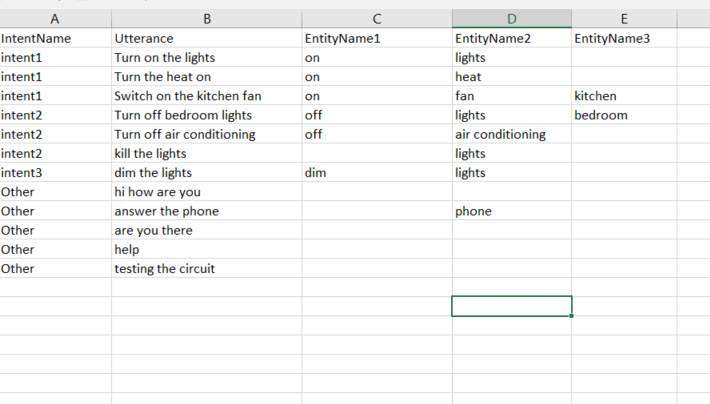 A B C D E
IntentName Utterance EntityName1 EntityName2 EntityName3
intent1 Turn on the lights on lights
intent1 Turn the heat on on heat
intent1 Switch on the kitchen fan on fan kitchen
intent2 Turn off bedroom lights off lights bedroom
intent2 Turn off air conditioning off air conditioning
intent2 kill the lights lights
intent3 dim the lights dim lights
Other hi how are you
Other answer the phone phone
Other are you there
Other help
Other testing the circuit